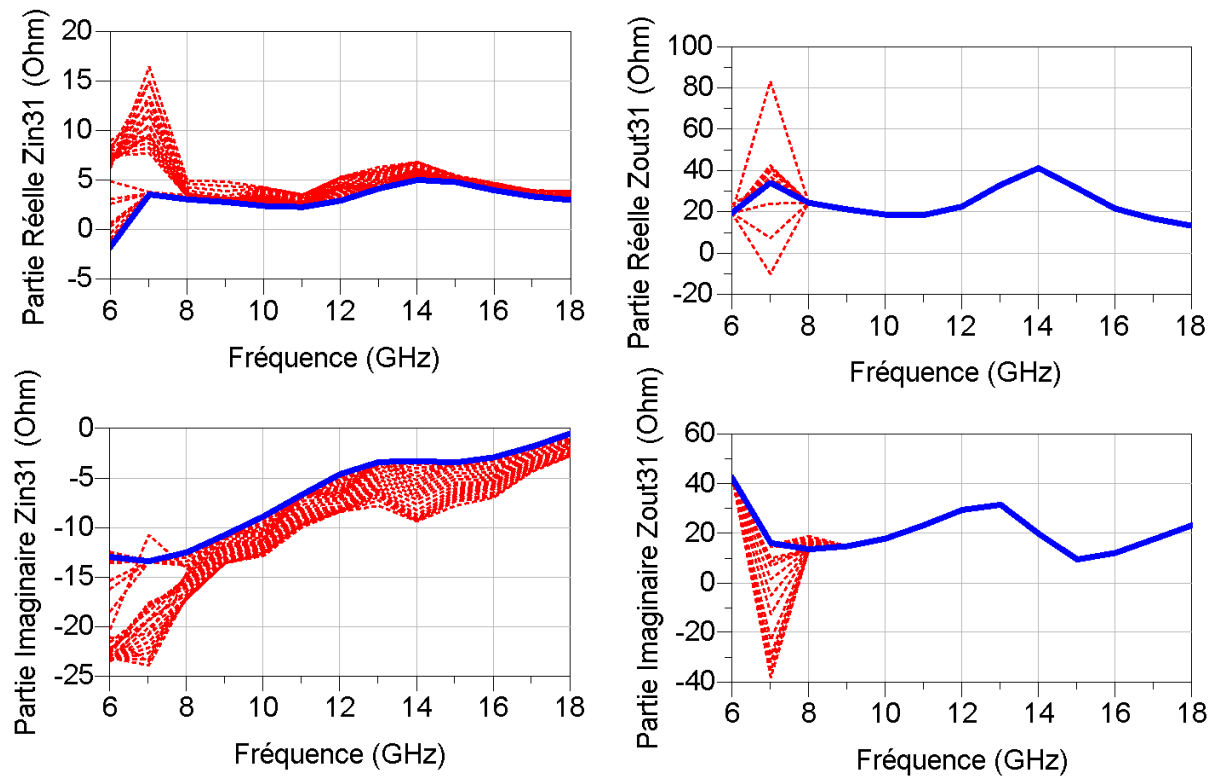 Partie Réelle Zin31 (Ohm)
20
15
10
5
0
-5
6 8 10 12 14 16 18
Fréquence (GHz)
Partie Réelle Zout31 (Ohm)
100
80
60
40
20
0
-20
6 8 10 12 14 16 18
Fréquence (GHz)
Partie Imaginaire Zin31 (Ohm)
0
-5
-10
-15
-20
-25
6 8 10 12 14 16 18
Fréquence (GHz)
Partie Imaginaire Zout31 (Ohm)
60
40
20
0
-20
-40
6 8 10 12 14 16 18
Fréquence (GHz)